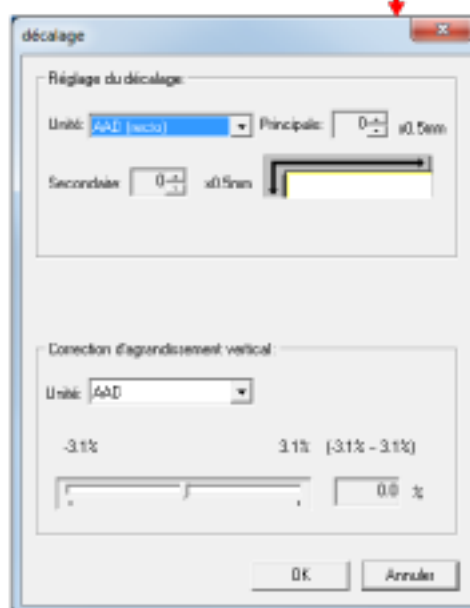 décalage
Réglage du décalage:
Unité: AAD (recto) Principale: 0 x0.5mm
Secondaire: 0 x0.5mm
Correction d'agrandissement vertical:
Unité: AAD
-3.1% 3.1% (-3.1% - 3.1%)
0.0 %
OK Annuler